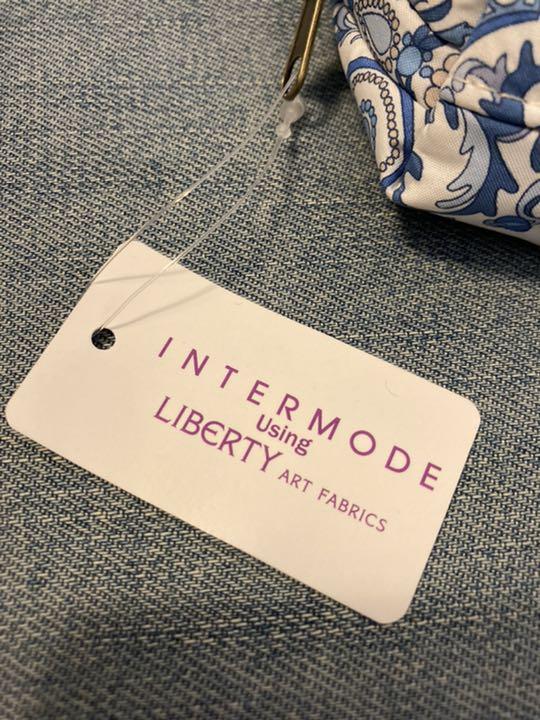 INTERMODE
Using
LIBERTY ART FABRICS